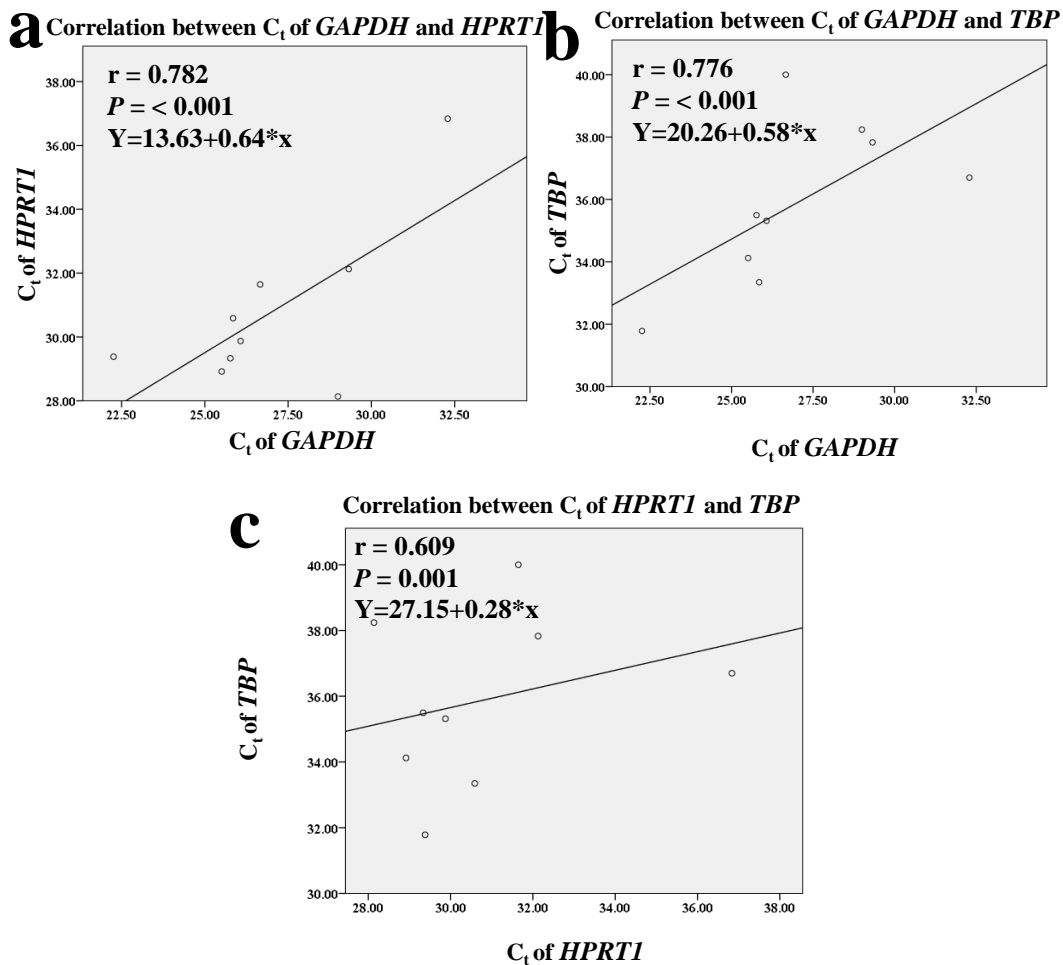 a
Correlation between Ct of GAPDH and HPRT1
r = 0.782
P = < 0.001
Y=13.63+0.64*x
38.00
36.00
34.00
32.00
30.00
28.00
Ct of HPRT1
22.50 25.00 27.50 30.00 32.50
Ct of GAPDH
b
Correlation between Ct of GAPDH and TBP
r = 0.776
P = < 0.001
Y=20.26+0.58*x
40.00
38.00
36.00
34.00
32.00
30.00
Ct of TBP
22.50 25.00 27.50 30.00 32.50
Ct of GAPDH
c
Correlation between Ct of HPRT1 and TBP
r = 0.609
P = 0.001
Y=27.15+0.28*x
40.00
38.00
36.00
34.00
32.00
30.00
Ct of TBP
28.00 30.00 32.00 34.00 36.00 38.00
Ct of HPRT1